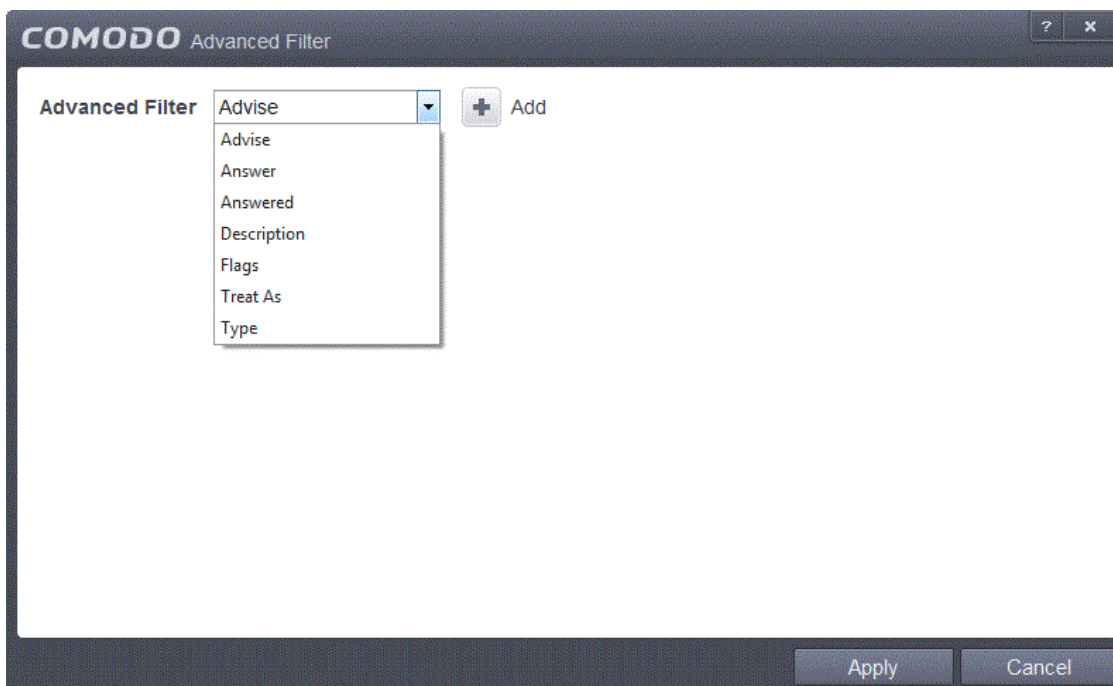 COMODO Advanced Filter ? x
Advanced Filter Advise + Add
Advise
Answer
Answered
Description
Flags
Treat As
Type
Apply Cancel